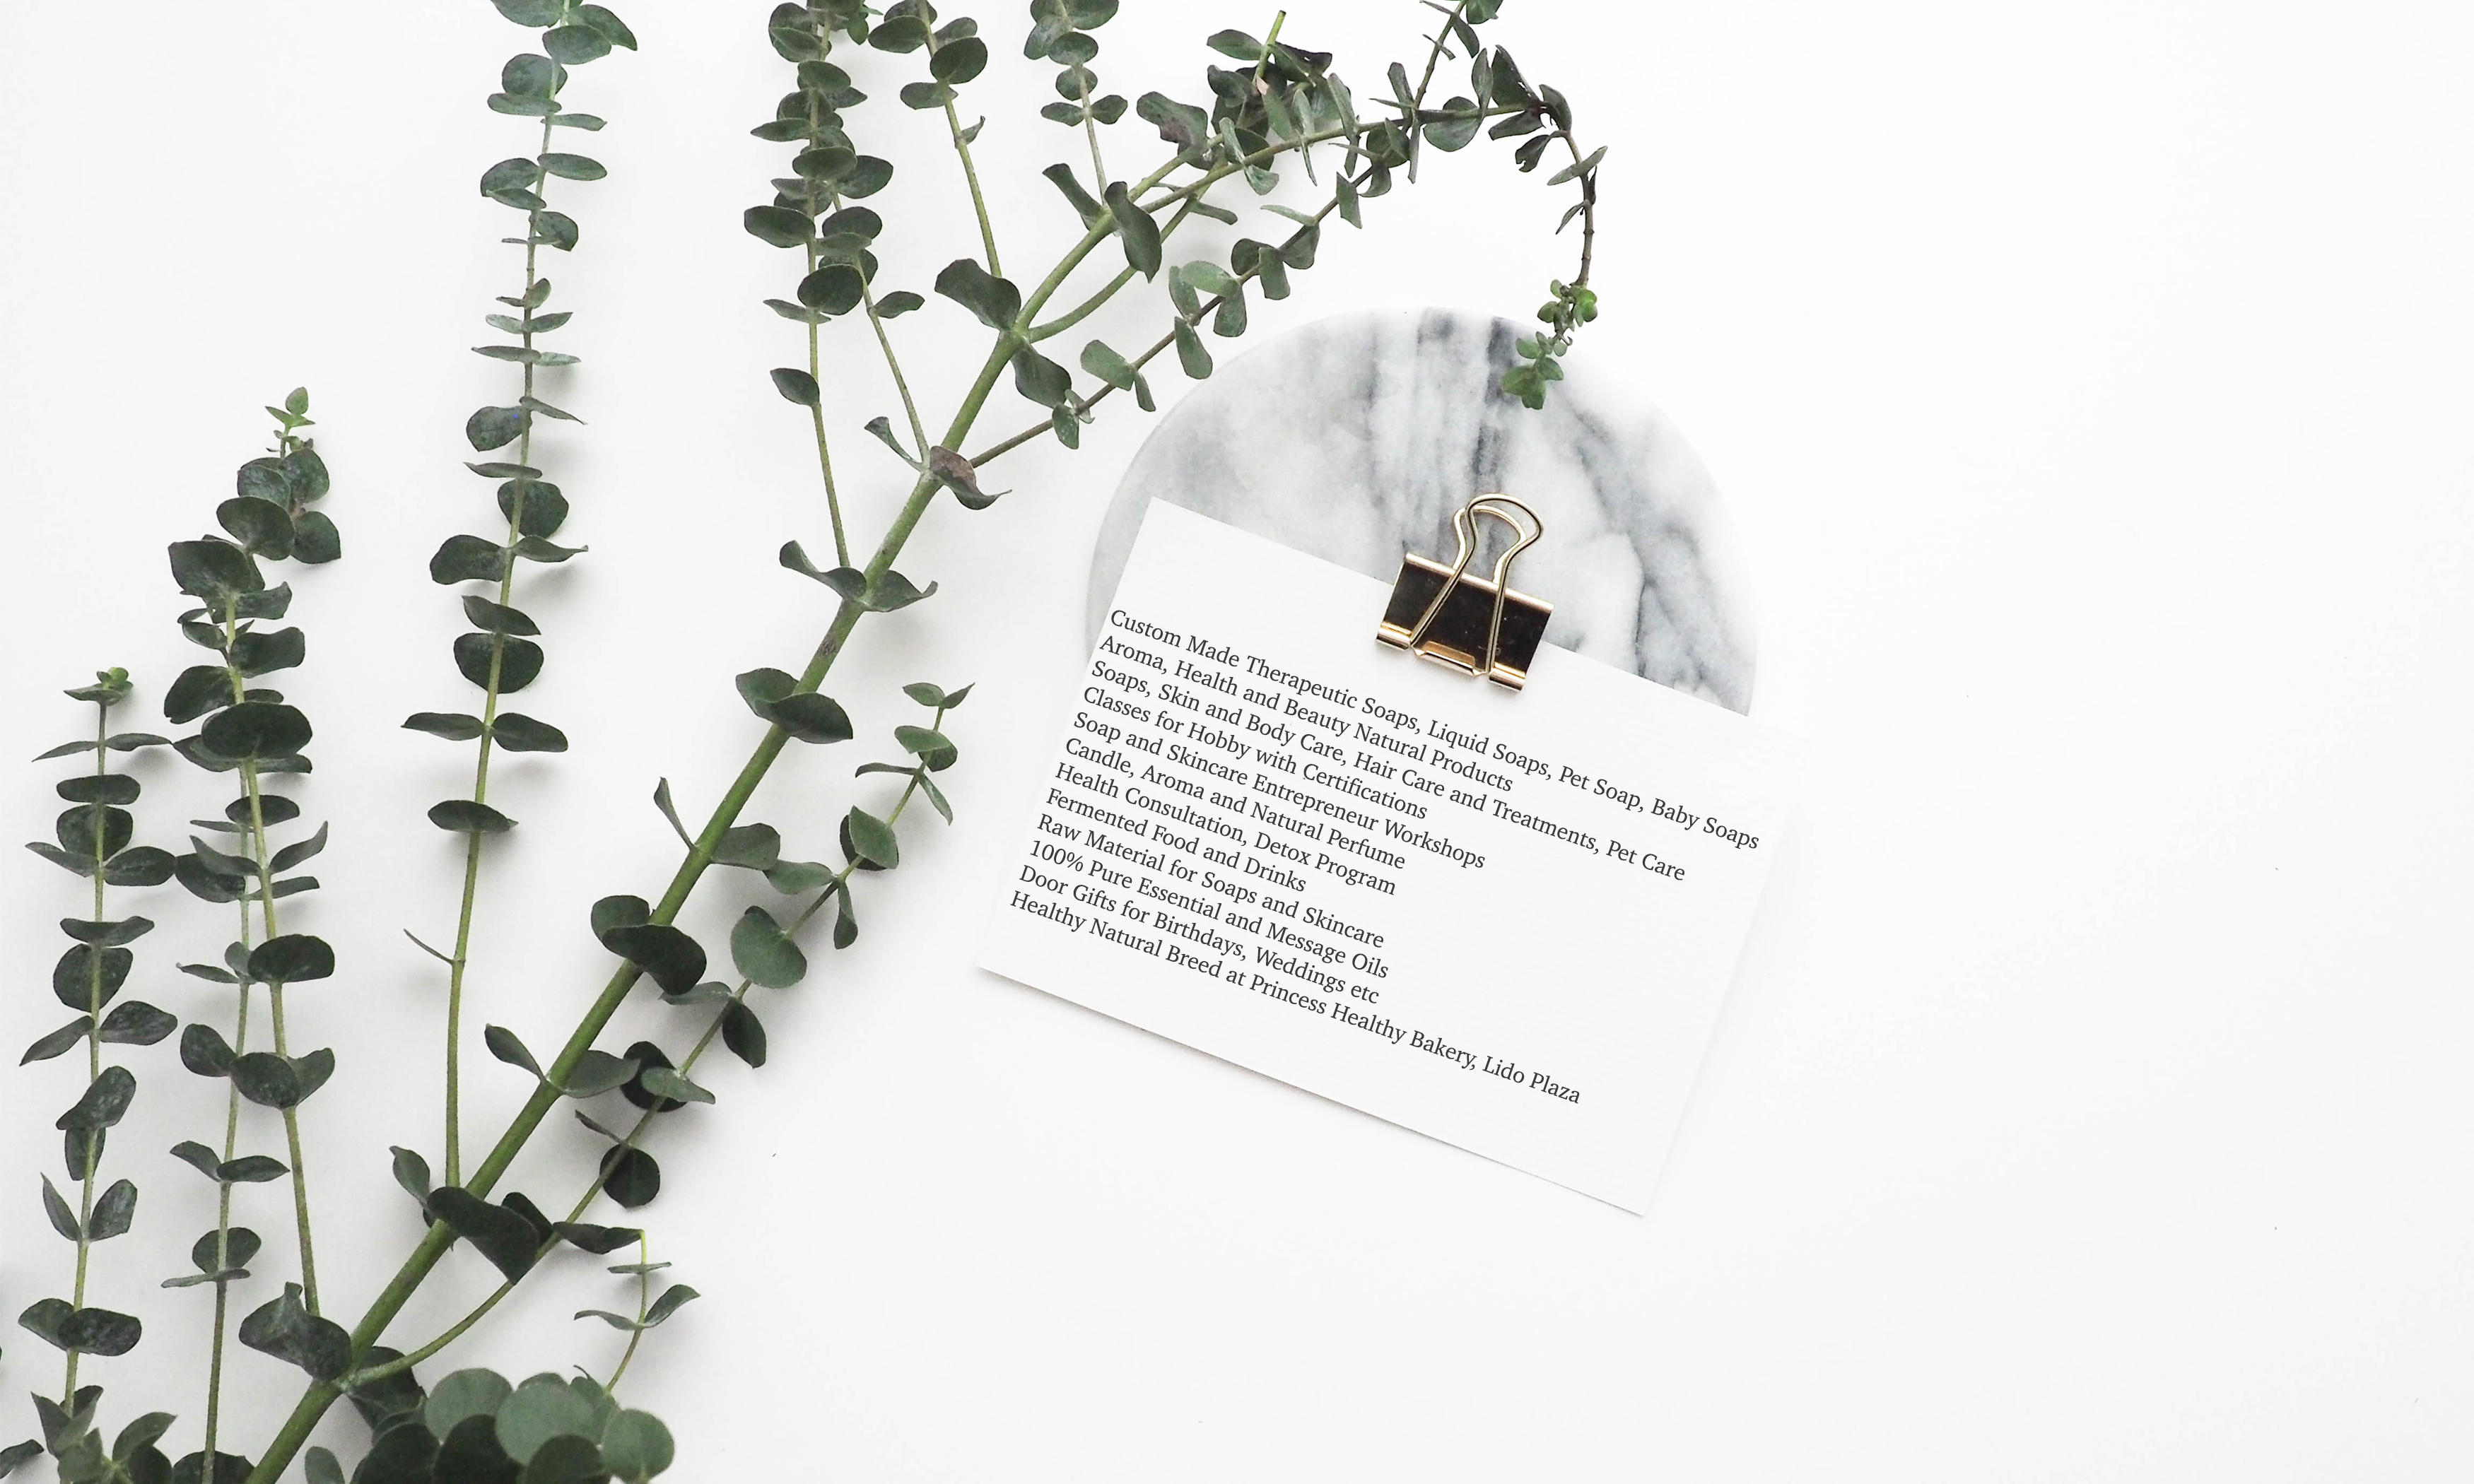 Custom Made Therapeutic Soaps, Liquid Soaps, Pet Soap, Baby Soaps
Aroma, Health and Beauty Natural Products
Soaps, Skin and Body Care, Hair Care and Treatments, Pet Care
Classes for Hobby with Certifications
Soap and Skincare Entrepreneur Workshops
Candle, Aroma and Natural Perfume
Health Consultation, Detox Program
Fermented Food and Drinks
Raw Material for Soaps and Skincare
100% Pure Essential and Message Oils
Door Gifts for Birthdays, Weddings etc
Healthy Natural Breed at Princess Healthy Bakery, Lido Plaza